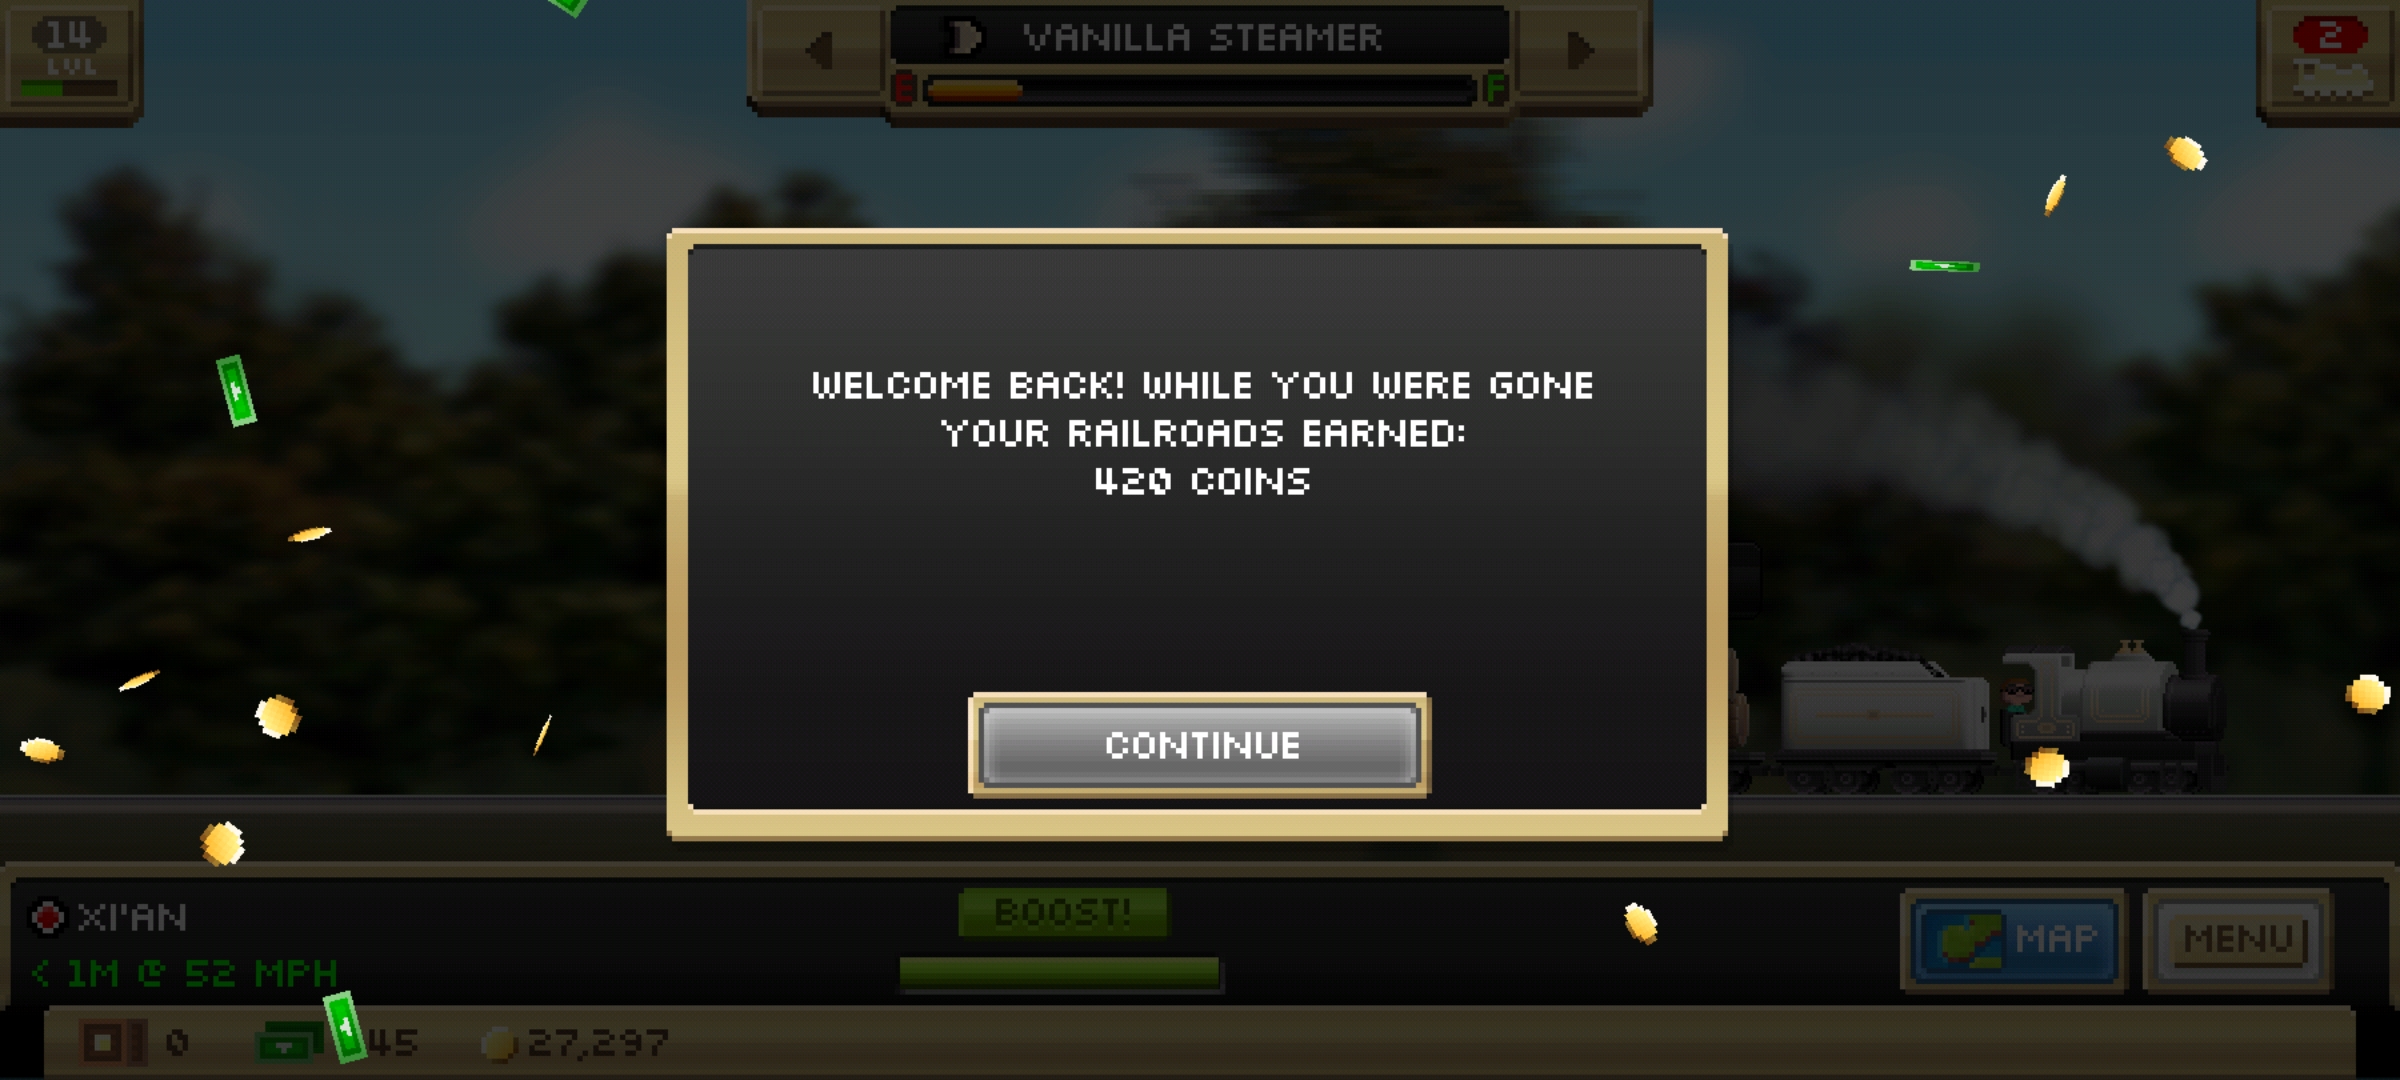 14
LVL
VANILLA STEAMER
E F
2
WELCOME BACK! WHILE YOU WERE GONE
YOUR RAILROADS EARNED:
420 COINS
CONTINUE
XI'AN
< 1M @ 52 MPH
BOOST!
MAP
MENU
0 45 27,297